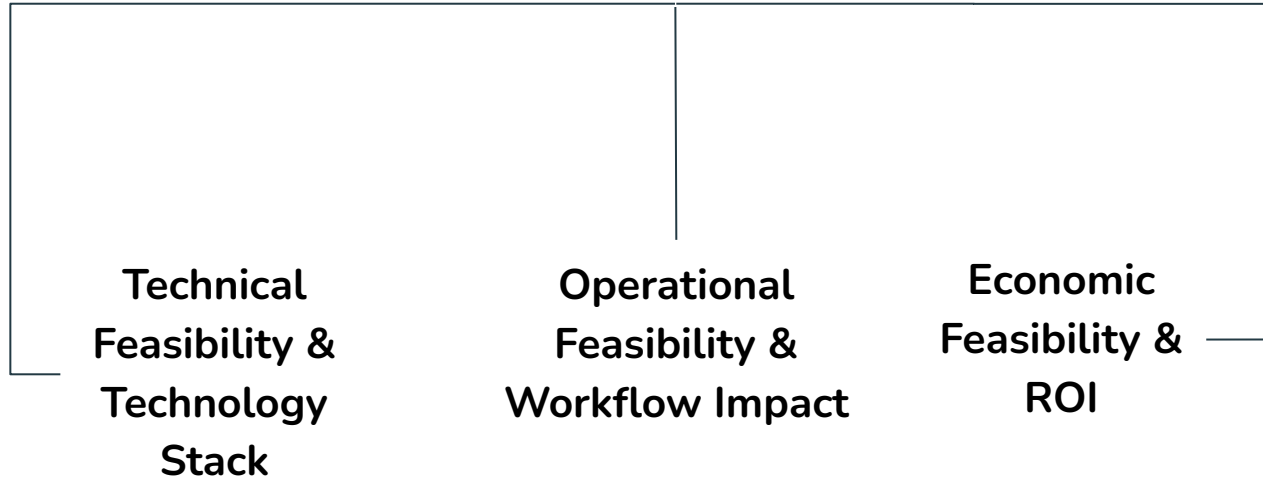 Technical
Feasibility &
Technology
Stack
Operational
Feasibility &
Workflow Impact
Economic
Feasibility &
ROI